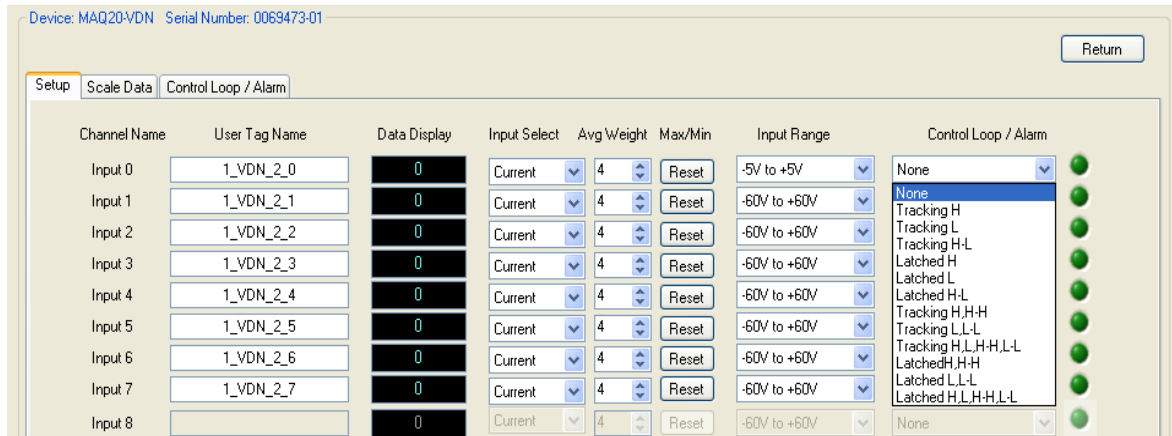 Device: MAQ20-VDN Serial Number: 0069473-01
Return
Setup Scale Data Control Loop / Alarm
Channel Name User Tag Name Data Display Input Select Avg Weight Max/Min Input Range Control Loop / Alarm
Input 0 1_VDN_2_0 0 Current 4 Reset -5V to +5V None
Input 1 1_VDN_2_1 0 Current 4 Reset -60V to +60V
Input 2 1_VDN_2_2 0 Current 4 Reset -60V to +60V
Input 3 1_VDN_2_3 0 Current 4 Reset -60V to +60V
Input 4 1_VDN_2_4 0 Current 4 Reset -60V to +60V
Input 5 1_VDN_2_5 0 Current 4 Reset -60V to +60V
Input 6 1_VDN_2_6 0 Current 4 Reset -60V to +60V
Input 7 1_VDN_2_7 0 Current 4 Reset -60V to +60V
Input 8 0 Current 4 Reset -60V to +60V None
None
Tracking H
Tracking L
Tracking H-L
Latched H
Latched L
Latched H-L
Tracking H,H-H
Tracking L,L-L
Tracking H,L,H-H,L-L
LatchedH,H-H
Latched L,L-L
Latched H,L,H-H,L-L